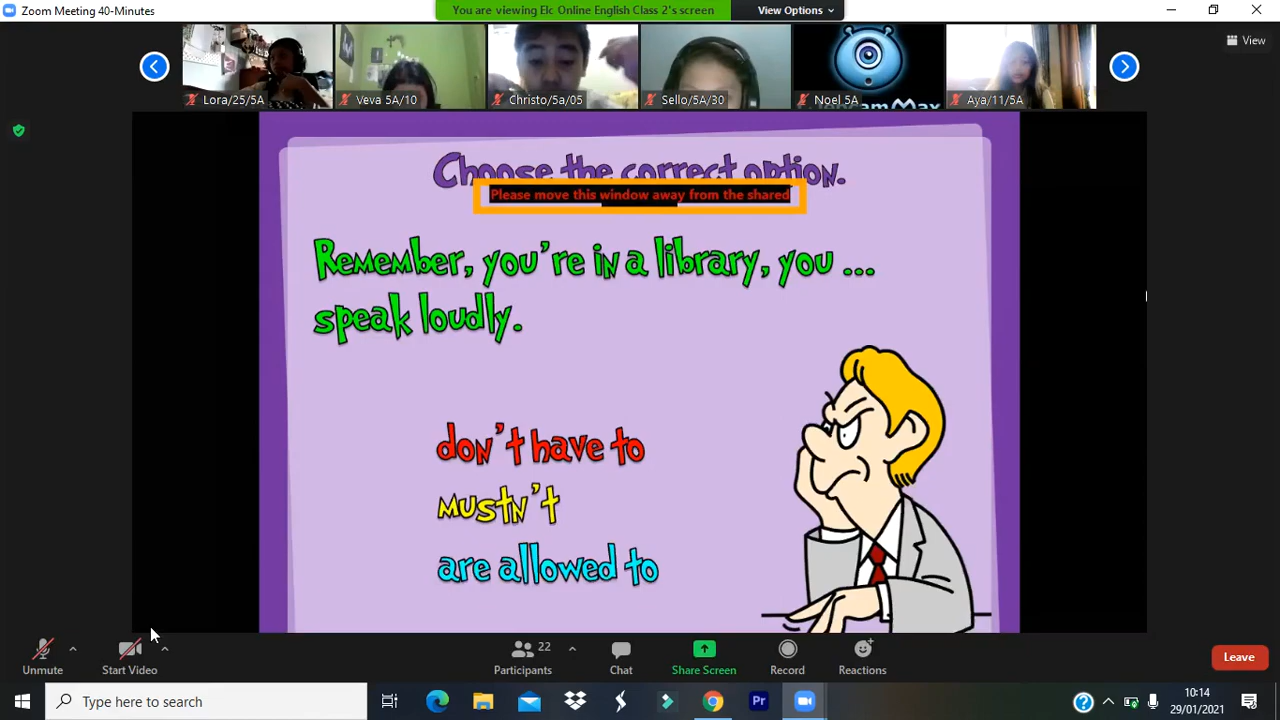 Zoom Meeting 40-Minutes
You are viewing Elc Online English Class 2's screen
View Options
View
Lora/25/5A
Veva 5A/10
Christo/5a/05
Sello/5A/30
Noel 5A
Aya/11/5A
Choose the correct option.
Please move this window away from the shared
Remember, you're in a library, you ...
speak loudly.
don't have to
mustn't
are allowed to
Unmute
Start Video
22
Participants
Chat
Share Screen
Record
Reactions
Leave
Type here to search
Pr
10:14
29/01/2021